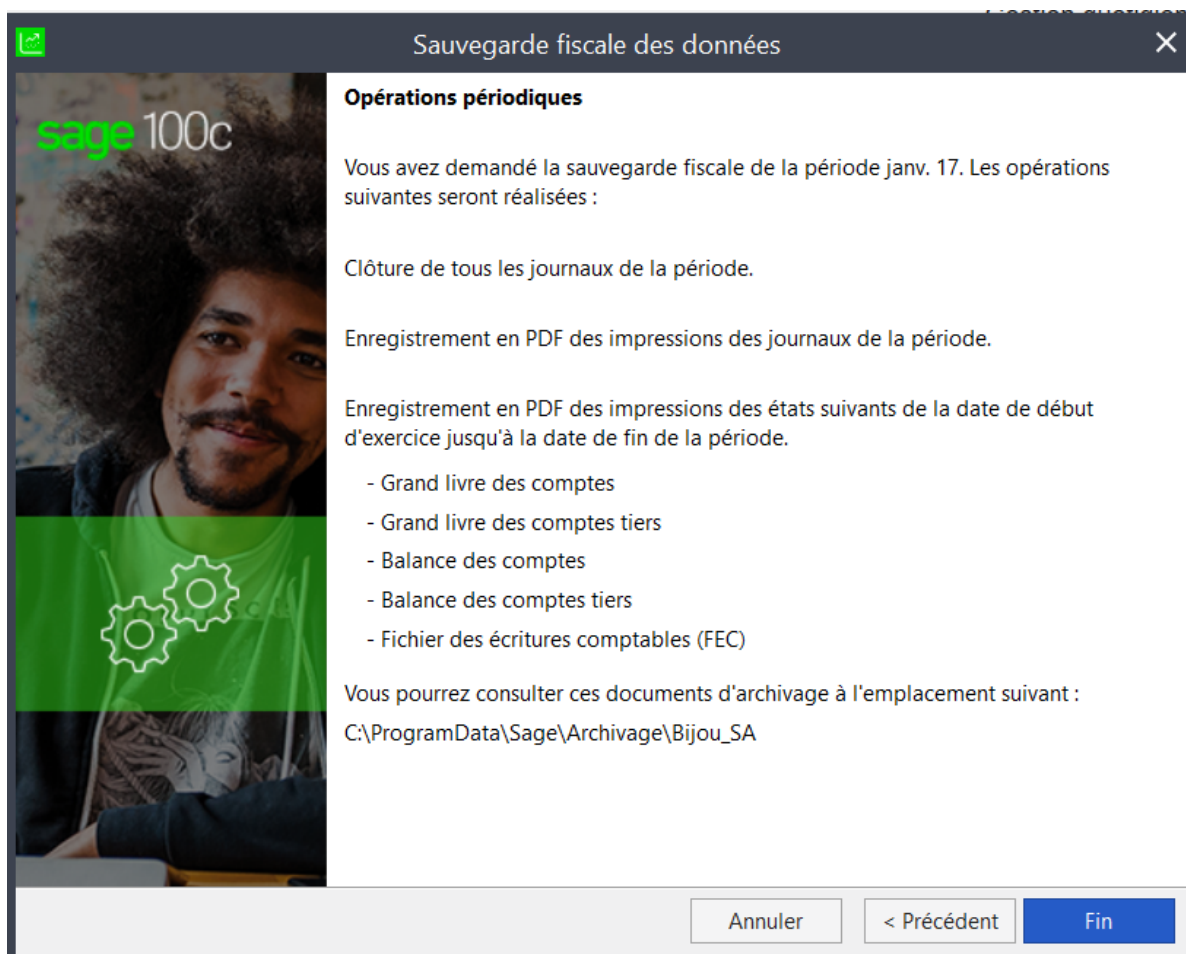 Sauvegarde fiscale des données
sage 100c
Opérations périodiques
Vous avez demandé la sauvegarde fiscale de la période janv. 17. Les opérations
suivantes seront réalisées :
Clôture de tous les journaux de la période.
Enregistrement en PDF des impressions des journaux de la période.
Enregistrement en PDF des impressions des états suivants de la date de début
d'exercice jusqu'à la date de fin de la période.
- Grand livre des comptes
- Grand livre des comptes tiers
- Balance des comptes
- Balance des comptes tiers
- Fichier des écritures comptables (FEC)
Vous pourrez consulter ces documents d'archivage à l'emplacement suivant :
C:\ProgramData\Sage\Archivage\Bijou_SA
Annuler
< Précédent
Fin